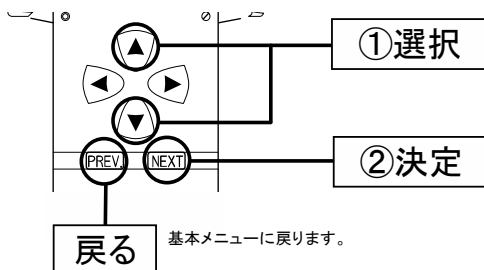 ①選択
PREV.
NEXT
②決定
戻る
基本メニューに戻ります。